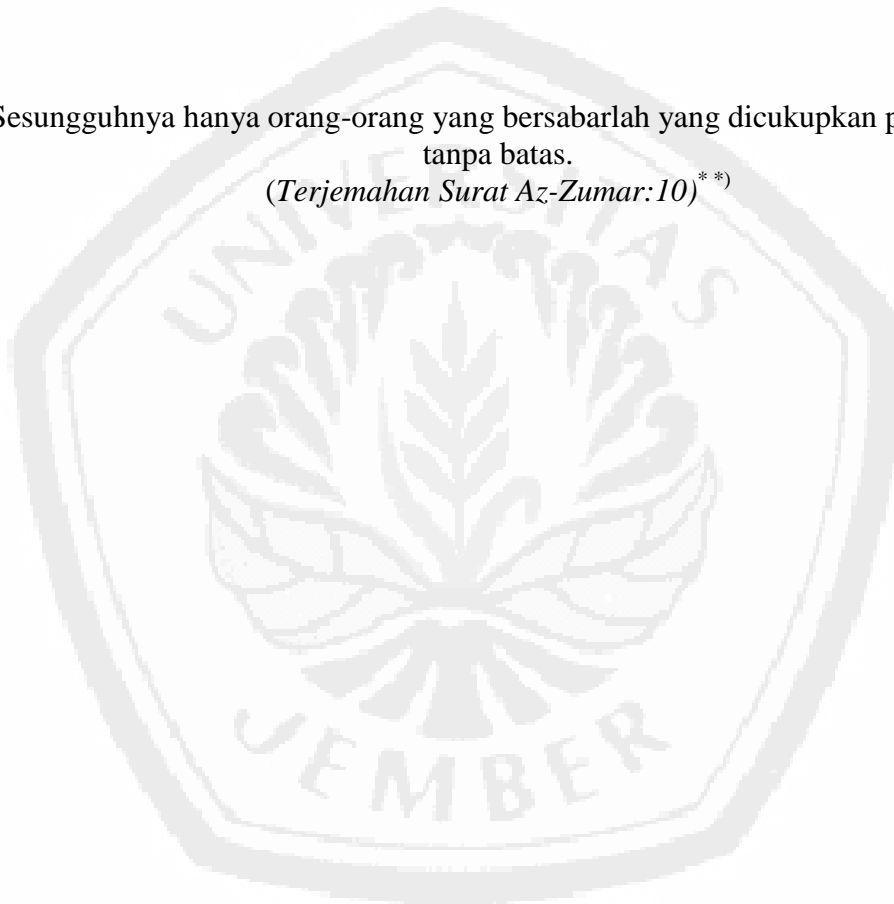 Sesungguhnya hanya orang-orang yang bersabarlah yang dicukupkan
tanpa batas.
(Terjemahan Surat Az-Zumar:10)* *)
UNIVERSITAS
JEMBER